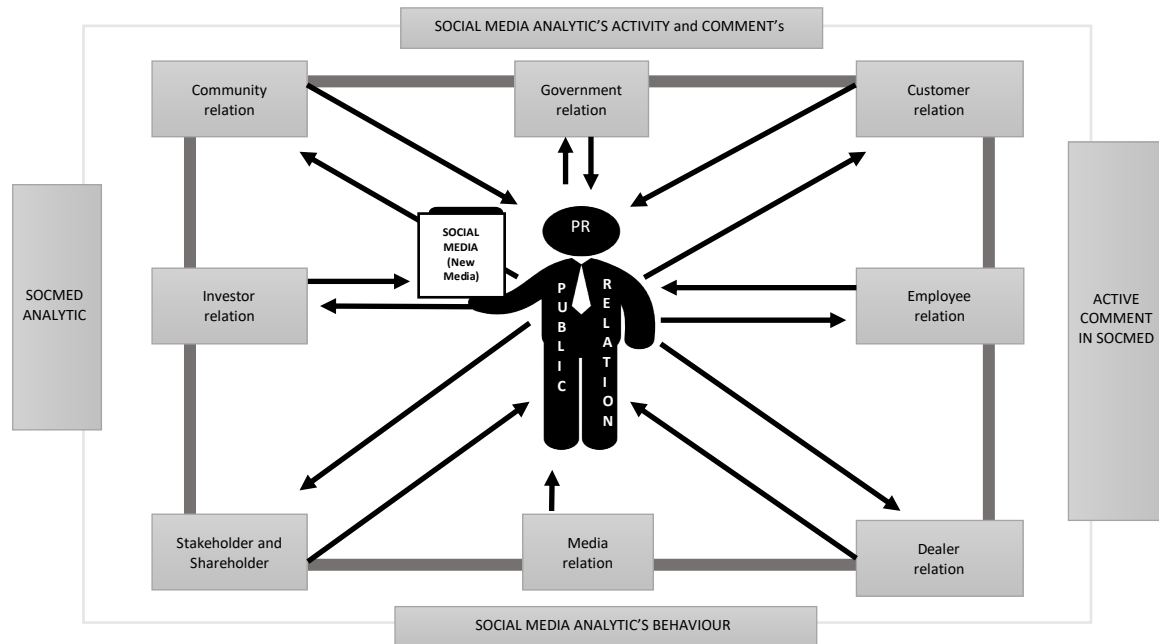 SOCIAL MEDIA ANALYTIC’S ACTIVITY and COMMENT’s
Community
relation
Government
relation
Customer
relation
SOCMED
ANALYTIC
Investor
relation
SOCIAL
MEDIA
(New
Media)
PR
PUBLIC
RELATION
Employee
relation
ACTIVE
COMMENT
IN SOCMED
Stakeholder and
Shareholder
Media
relation
Dealer
relation
SOCIAL MEDIA ANALYTIC’S BEHAVIOUR